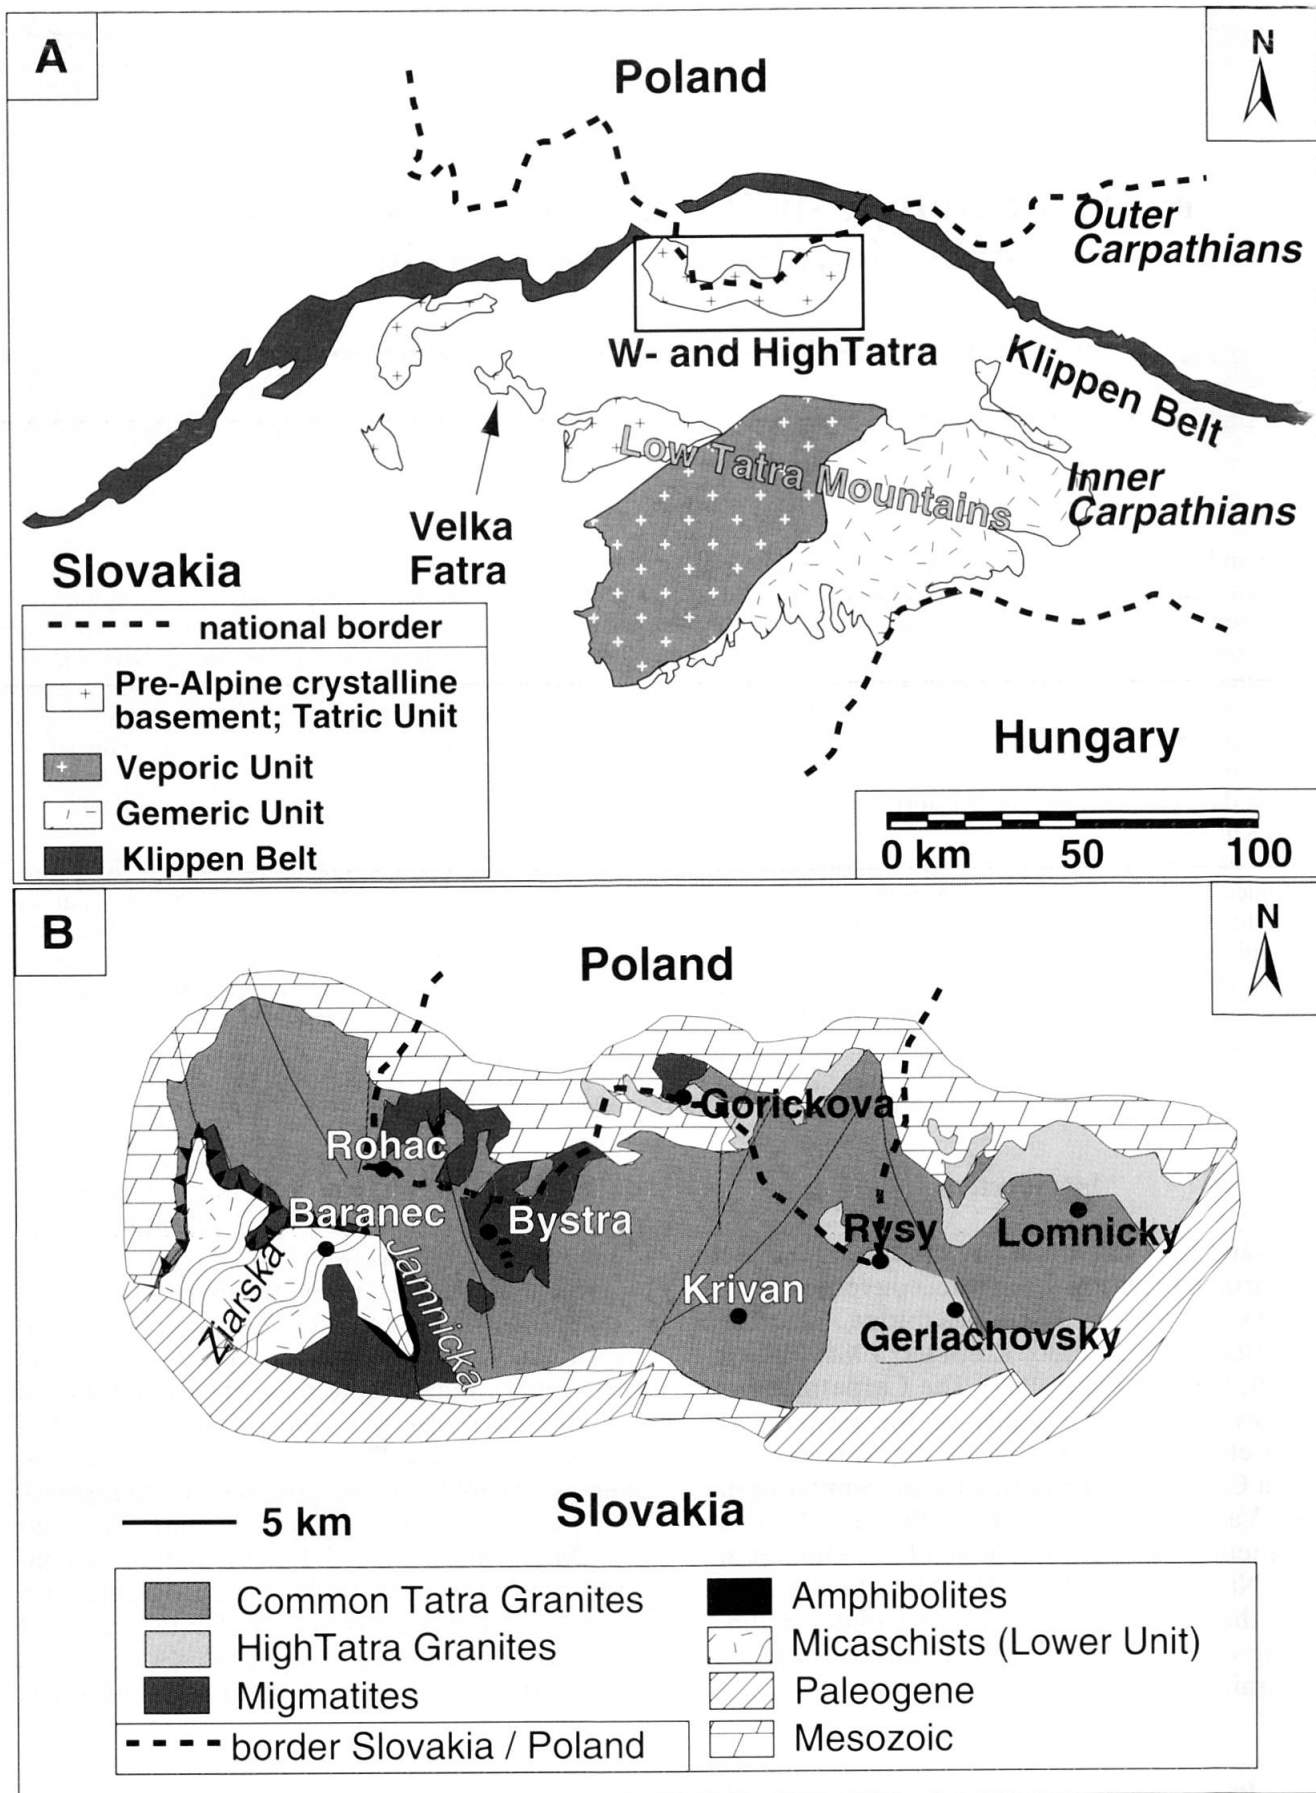 A
N
Poland
Outer
Carpathians
W- and HighTatra
Klippen Belt
Low Tatra Mountains
Inner
Carpathians
Velka
Fatra
Slovakia
national border
Pre-Alpine crystalline
basement; Tatric Unit
Veporic Unit
Gemeric Unit
Klippen Belt
Hungary
0 km 50 100
B
N
Poland
Gorickova
Rohac
Baranec
Bystra
Rysy
Lomnicky
Ziarska
Jamnicka
Krivan
Gerlachovsky
5 km
Slovakia
Common Tatra Granites
HighTatra Granites
Migmatites
border Slovakia / Poland
Amphibolites
Micaschists (Lower Unit)
Paleogene
Mesozoic